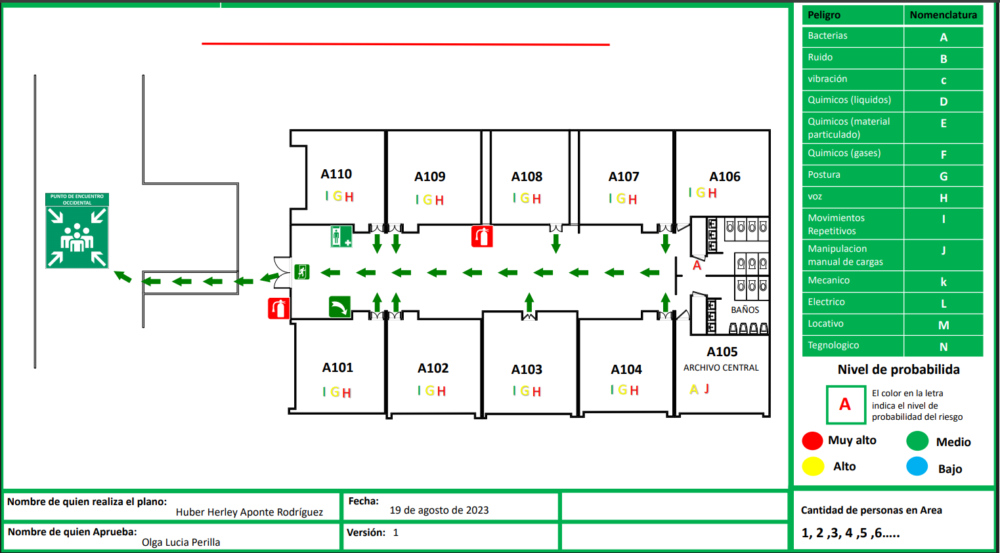 Peligro Nomenclatura
Bacterias A
Ruido B
vibración c
Quimicos (liquidos) D
Quimicos (material E
particulado)
Quimicos (gases) F
Postura G
voz H
Movimientos I
Repetitivos
Manipulacion J
manual de cargas
Mecanico k
Electrico L
Locativo M
Tegnologico N
Nivel de probabilida
A
El color en la letra
indica el nivel de
probabilidad del riesgo
Muy alto Medio
Alto Bajo
PUNTO DE ENCUENTRO
OCCIDENTAL
A110
I G H
A109
I G H
A108
I G H
A107
I G H
A106
I G H
A
BAÑOS
A101
I G H
A102
I G H
A103
I G H
A104
I G H
A105
ARCHIVO CENTRAL
A J
Nombre de quien realiza el plano:
Huber Herley Aponte Rodríguez
Fecha:
19 de agosto de 2023
Nombre de quien Aprueba:
Olga Lucia Perilla
Versión: 1
Cantidad de personas en Area
1, 2 ,3, 4 ,5 ,6.....